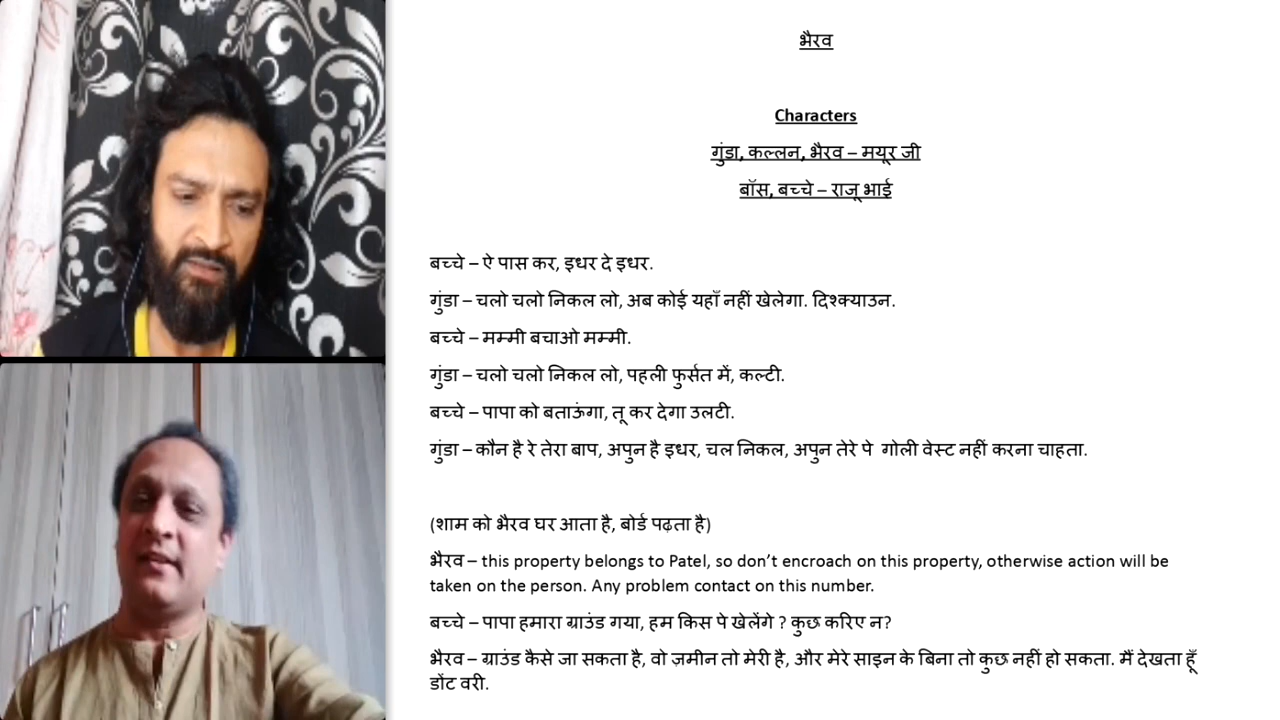 भैरव
Characters
गुंडा, कल्लन, भैरव – मयूर जी
बॉस, बच्चे – राजू भाई
बच्चे – ऐ पास कर, इधर दे इधर.
गुंडा – चलो चलो निकल लो, अब कोई यहाँ नहीं खेलेगा. दिश्क्याउन.
बच्चे – मम्मी बचाओ मम्मी.
गुंडा – चलो चलो निकल लो, पहली फुर्सत में, कल्टी.
बच्चे – पापा को बताऊंगा, तू कर देगा उलटी.
गुंडा – कौन है रे तेरा बाप, अपुन है इधर, चल निकल, अपुन तेरे पे गोली वेस्ट नहीं करना चाहता.
(शाम को भैरव घर आता है, बोर्ड पढ़ता है)
भैरव – this property belongs to Patel, so don’t encroach on this property, otherwise action will be
taken on the person. Any problem contact on this number.
बच्चे – पापा हमारा ग्राउंड गया, हम किस पे खेलेंगे ? कुछ करिए न?
भैरव – ग्राउंड कैसे जा सकता है, वो ज़मीन तो मेरी है, और मेरे साइन के बिना तो कुछ नहीं हो सकता. मैं देखता हूँ
डोंट वरी.